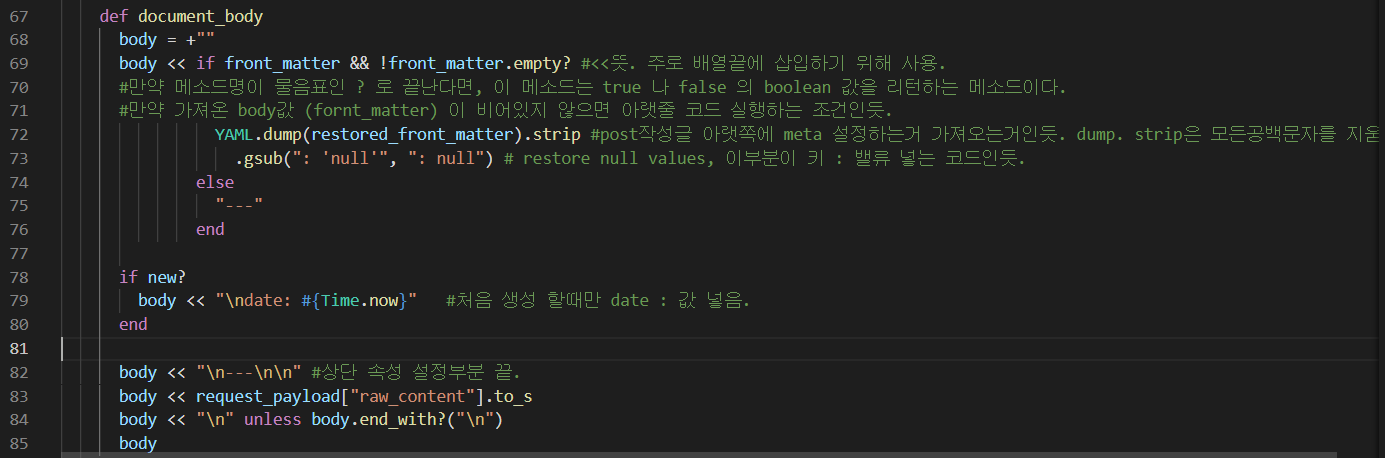 67 def document_body
68 body = +""
69 body << if front_matter && !front_matter.empty? #<<뜻. 주로 배열끝에 삽입하기 위해 사용.
70 #만약 메소드명이 물음표인 ? 로 끝난다면, 이 메소드는 true 나 false 의 boolean 값을 리턴하는 메소드이다.
71 #만약 가져온 body값 (fornt_matter) 이 비어있지 않으면 아랫줄 코드 실행하는 조건인듯.
72 YAML.dump(restored_front_matter).strip #post작성글 아랫쪽에 meta 설정하는거 가져오는거인듯. dump. strip은 모든공백문자를 지움
73 .gsub(": 'null'", ": null") # restore null values, 이부분이 키 : 밸류 넣는 코드인듯.
74 else
75 "---"
76 end
77
78 if new?
79 body << "\ndate: #{Time.now}" #처음 생성 할때만 date : 값 넣음.
80 end
81
82 body << "\n---\n\n" #상단 속성 설정부분 끝.
83 body << request_payload["raw_content"].to_s
84 body << "\n" unless body.end_with?("\n")
85 body